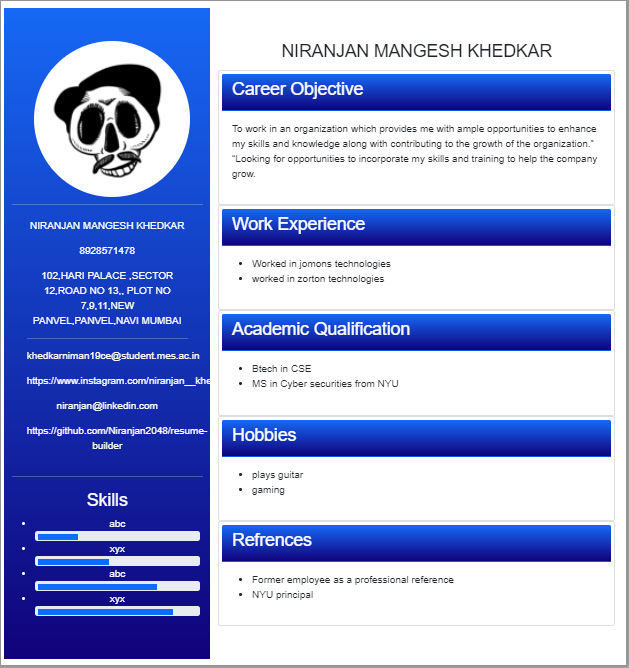 NIRANJAN MANGESH KHEDKAR
8928571478
102,HARI PALACE ,SECTOR
12,ROAD NO 13,, PLOT NO
7,9,11,NEW
PANVEL,PANVEL,NAVI MUMBAI
khedkarniman19ce@student.mes.ac.in
https://www.instagram.com/niranjan__khe
niranjan@linkedin.com
https://github.com/Niranjan2048/resume-
builder
Skills
abc
xyx
abc
xyx
NIRANJAN MANGESH KHEDKAR
Career Objective
To work in an organization which provides me with ample opportunities to enhance
my skills and knowledge along with contributing to the growth of the organization."
"Looking for opportunities to incorporate my skills and training to help the company
grow.
Work Experience
• Worked in jomons technologies
• worked in zorton technologies
Academic Qualification
• Btech in CSE
• MS in Cyber securities from NYU
Hobbies
• plays guitar
• gaming
Refrences
• Former employee as a professional reference
• NYU principal